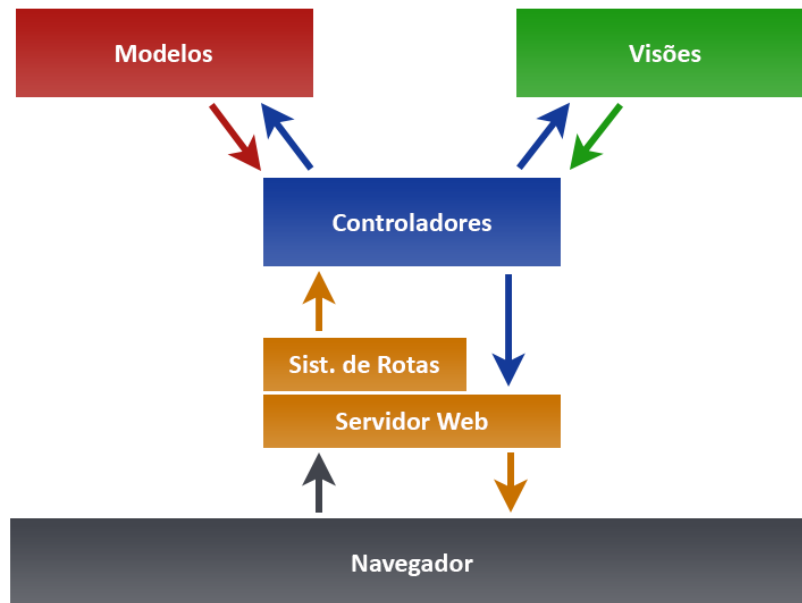 Modelos
Visões
Controladores
Sist. de Rotas
Servidor Web
Navegador